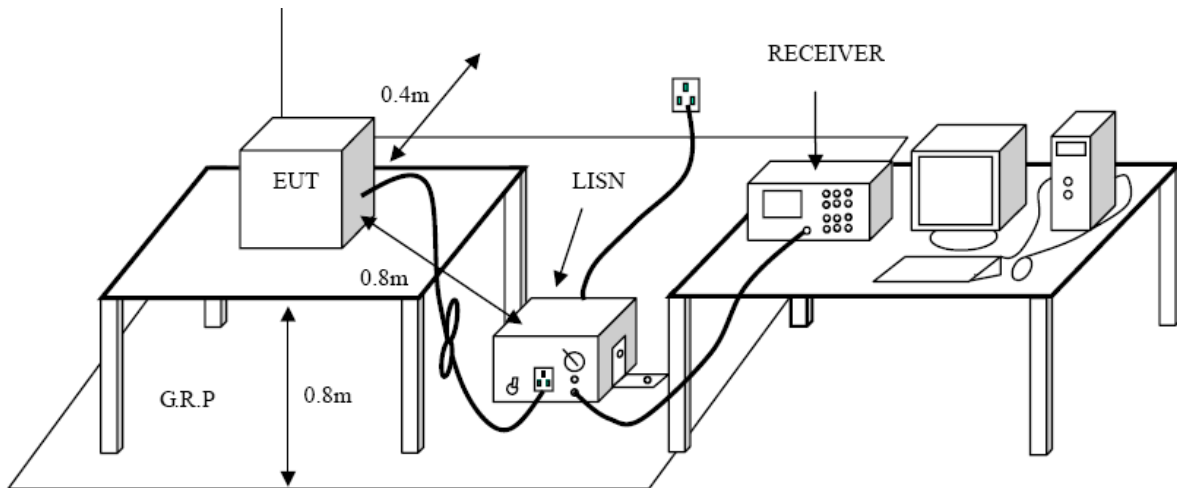 RECEIVER
0.4m
EUT
LISN
0.8m
G.R.P
0.8m